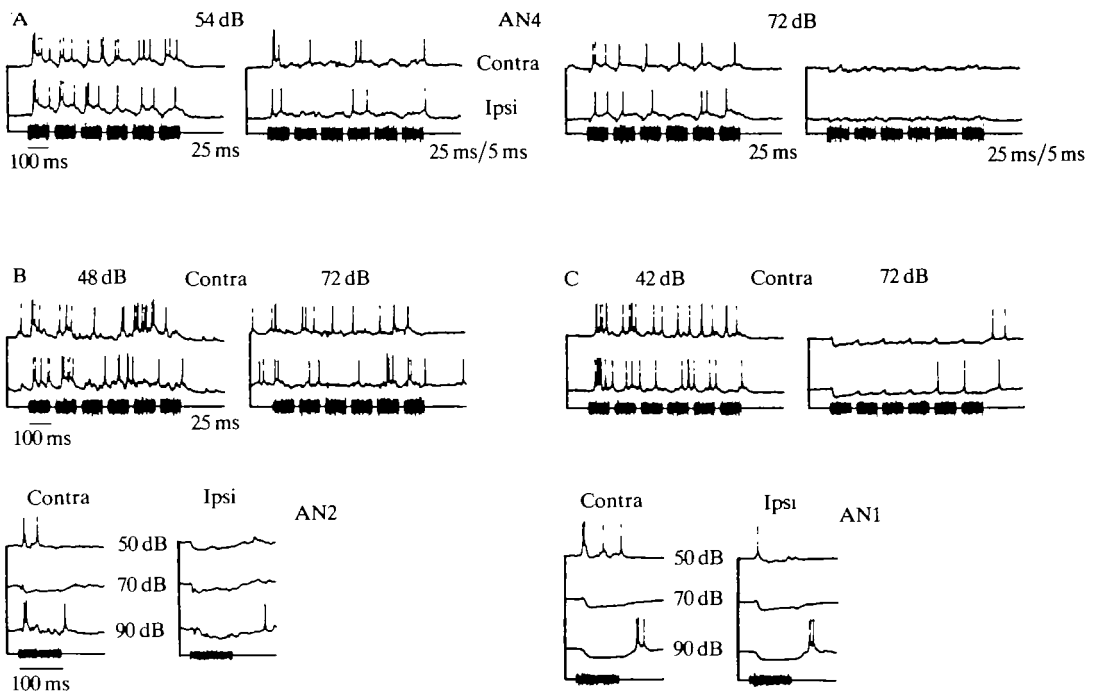 A 54 dB AN4 72 dB
Contra
Ipsi
100 ms 25 ms 25 ms/5 ms 25 ms 25 ms/5 ms
B 48 dB Contra 72 dB C 42 dB Contra 72 dB
100 ms 25 ms
Contra Ipsi AN2 Contra Ipsi AN1
50 dB 50 dB
70 dB 70 dB
90 dB 90 dB
100 ms